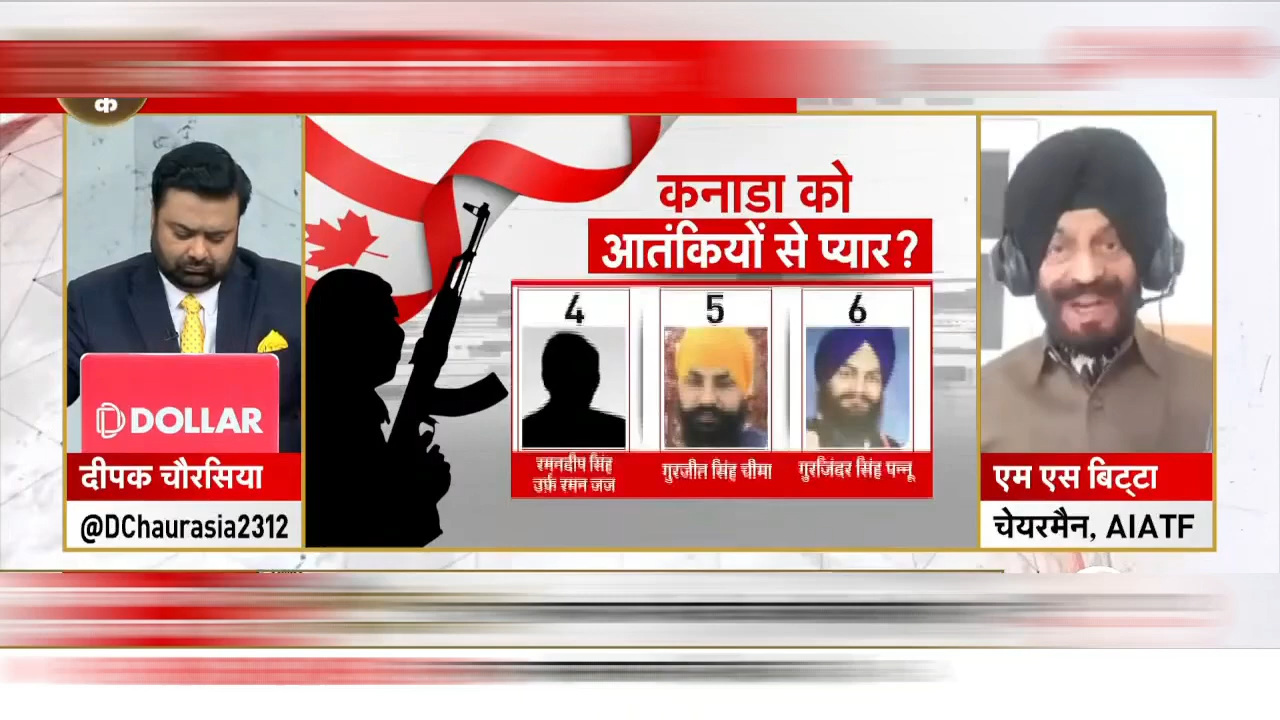 क
कनाडा को
आतंकियों से प्यार?
4
5
6
रमनदीप सिंह
उर्फ़ रमन जज
गुरजीत सिंह चीमा
गुरजिंदर सिंह पन्नू
DOLLAR
दीपक चौरसिया
@DChaurasia2312
एम एस बिट्टा
चेयरमैन, AIATF